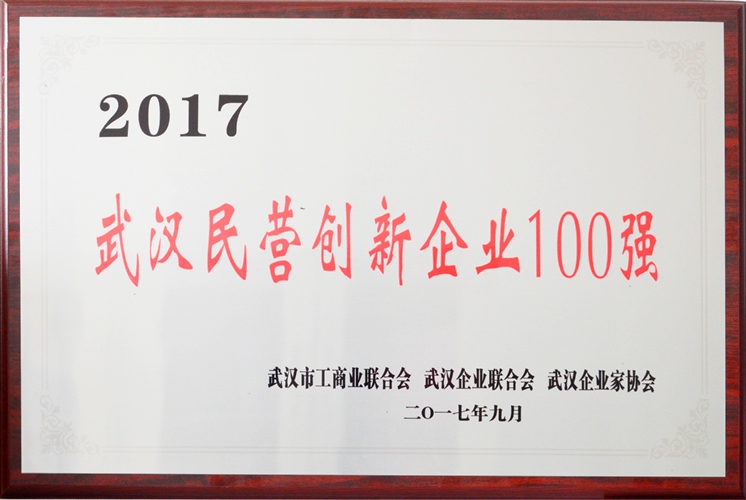 2017
武汉民营创新企业100强
武汉市工商业联合会 武汉企业联合会 武汉企业家协会
二〇一七年九月